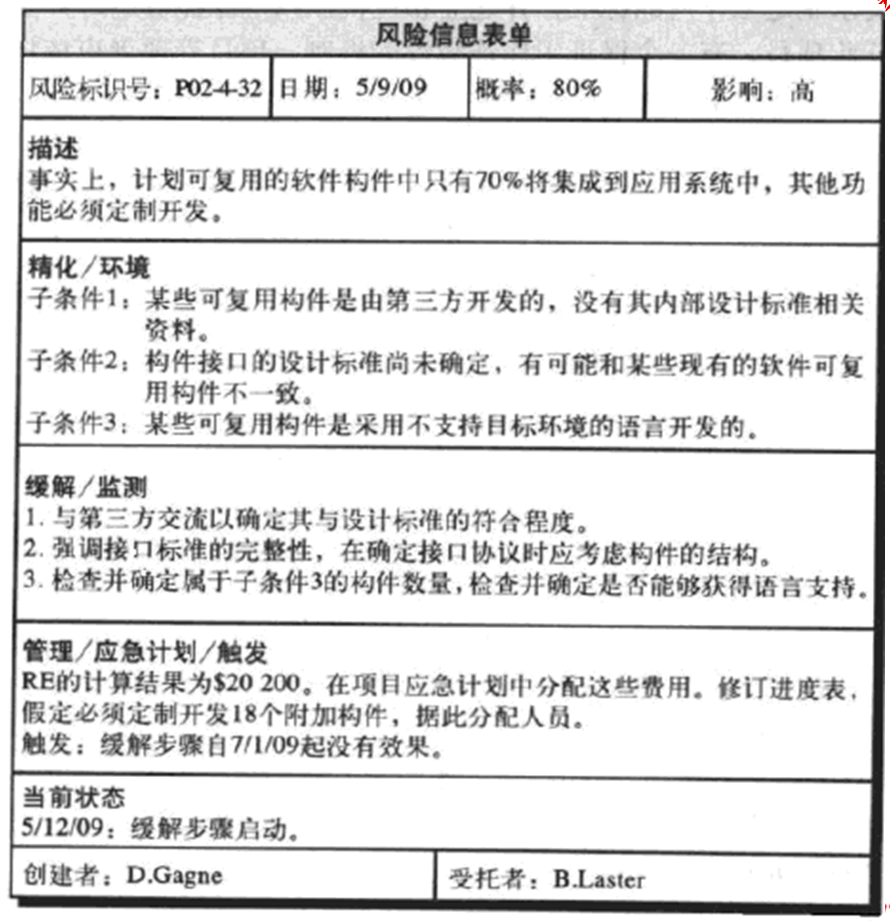 风险信息表单
风险标识号：P02-4-32 日期：5/9/09 概率：80% 影响：高
描述
事实上，计划可复用的软件构件中只有70%将集成到应用系统中，其他功
能必须定制开发。
精化/环境
子条件1：某些可复用构件是由第三方开发的，没有其内部设计标准相关
资料。
子条件2：构件接口的设计标准尚未确定，有可能和某些现有的软件可复
用构件不一致。
子条件3：某些可复用构件是采用不支持目标环境的语言开发的。
缓解/监测
1. 与第三方交流以确定其与设计标准的符合程度。
2. 强调接口标准的完整性，在确定接口协议时应考虑构件的结构。
3. 检查并确定属于子条件3的构件数量，检查并确定是否能够获得语言支持。
管理/应急计划/触发
RE的计算结果为$20 200。在项目应急计划中分配这些费用。修订进度表，
假定必须定制开发18个附加构件，据此分配人员。
触发：缓解步骤自7/1/09起没有效果。
当前状态
5/12/09：缓解步骤启动。
创建者：D.Gagne 受托者：B.Laster